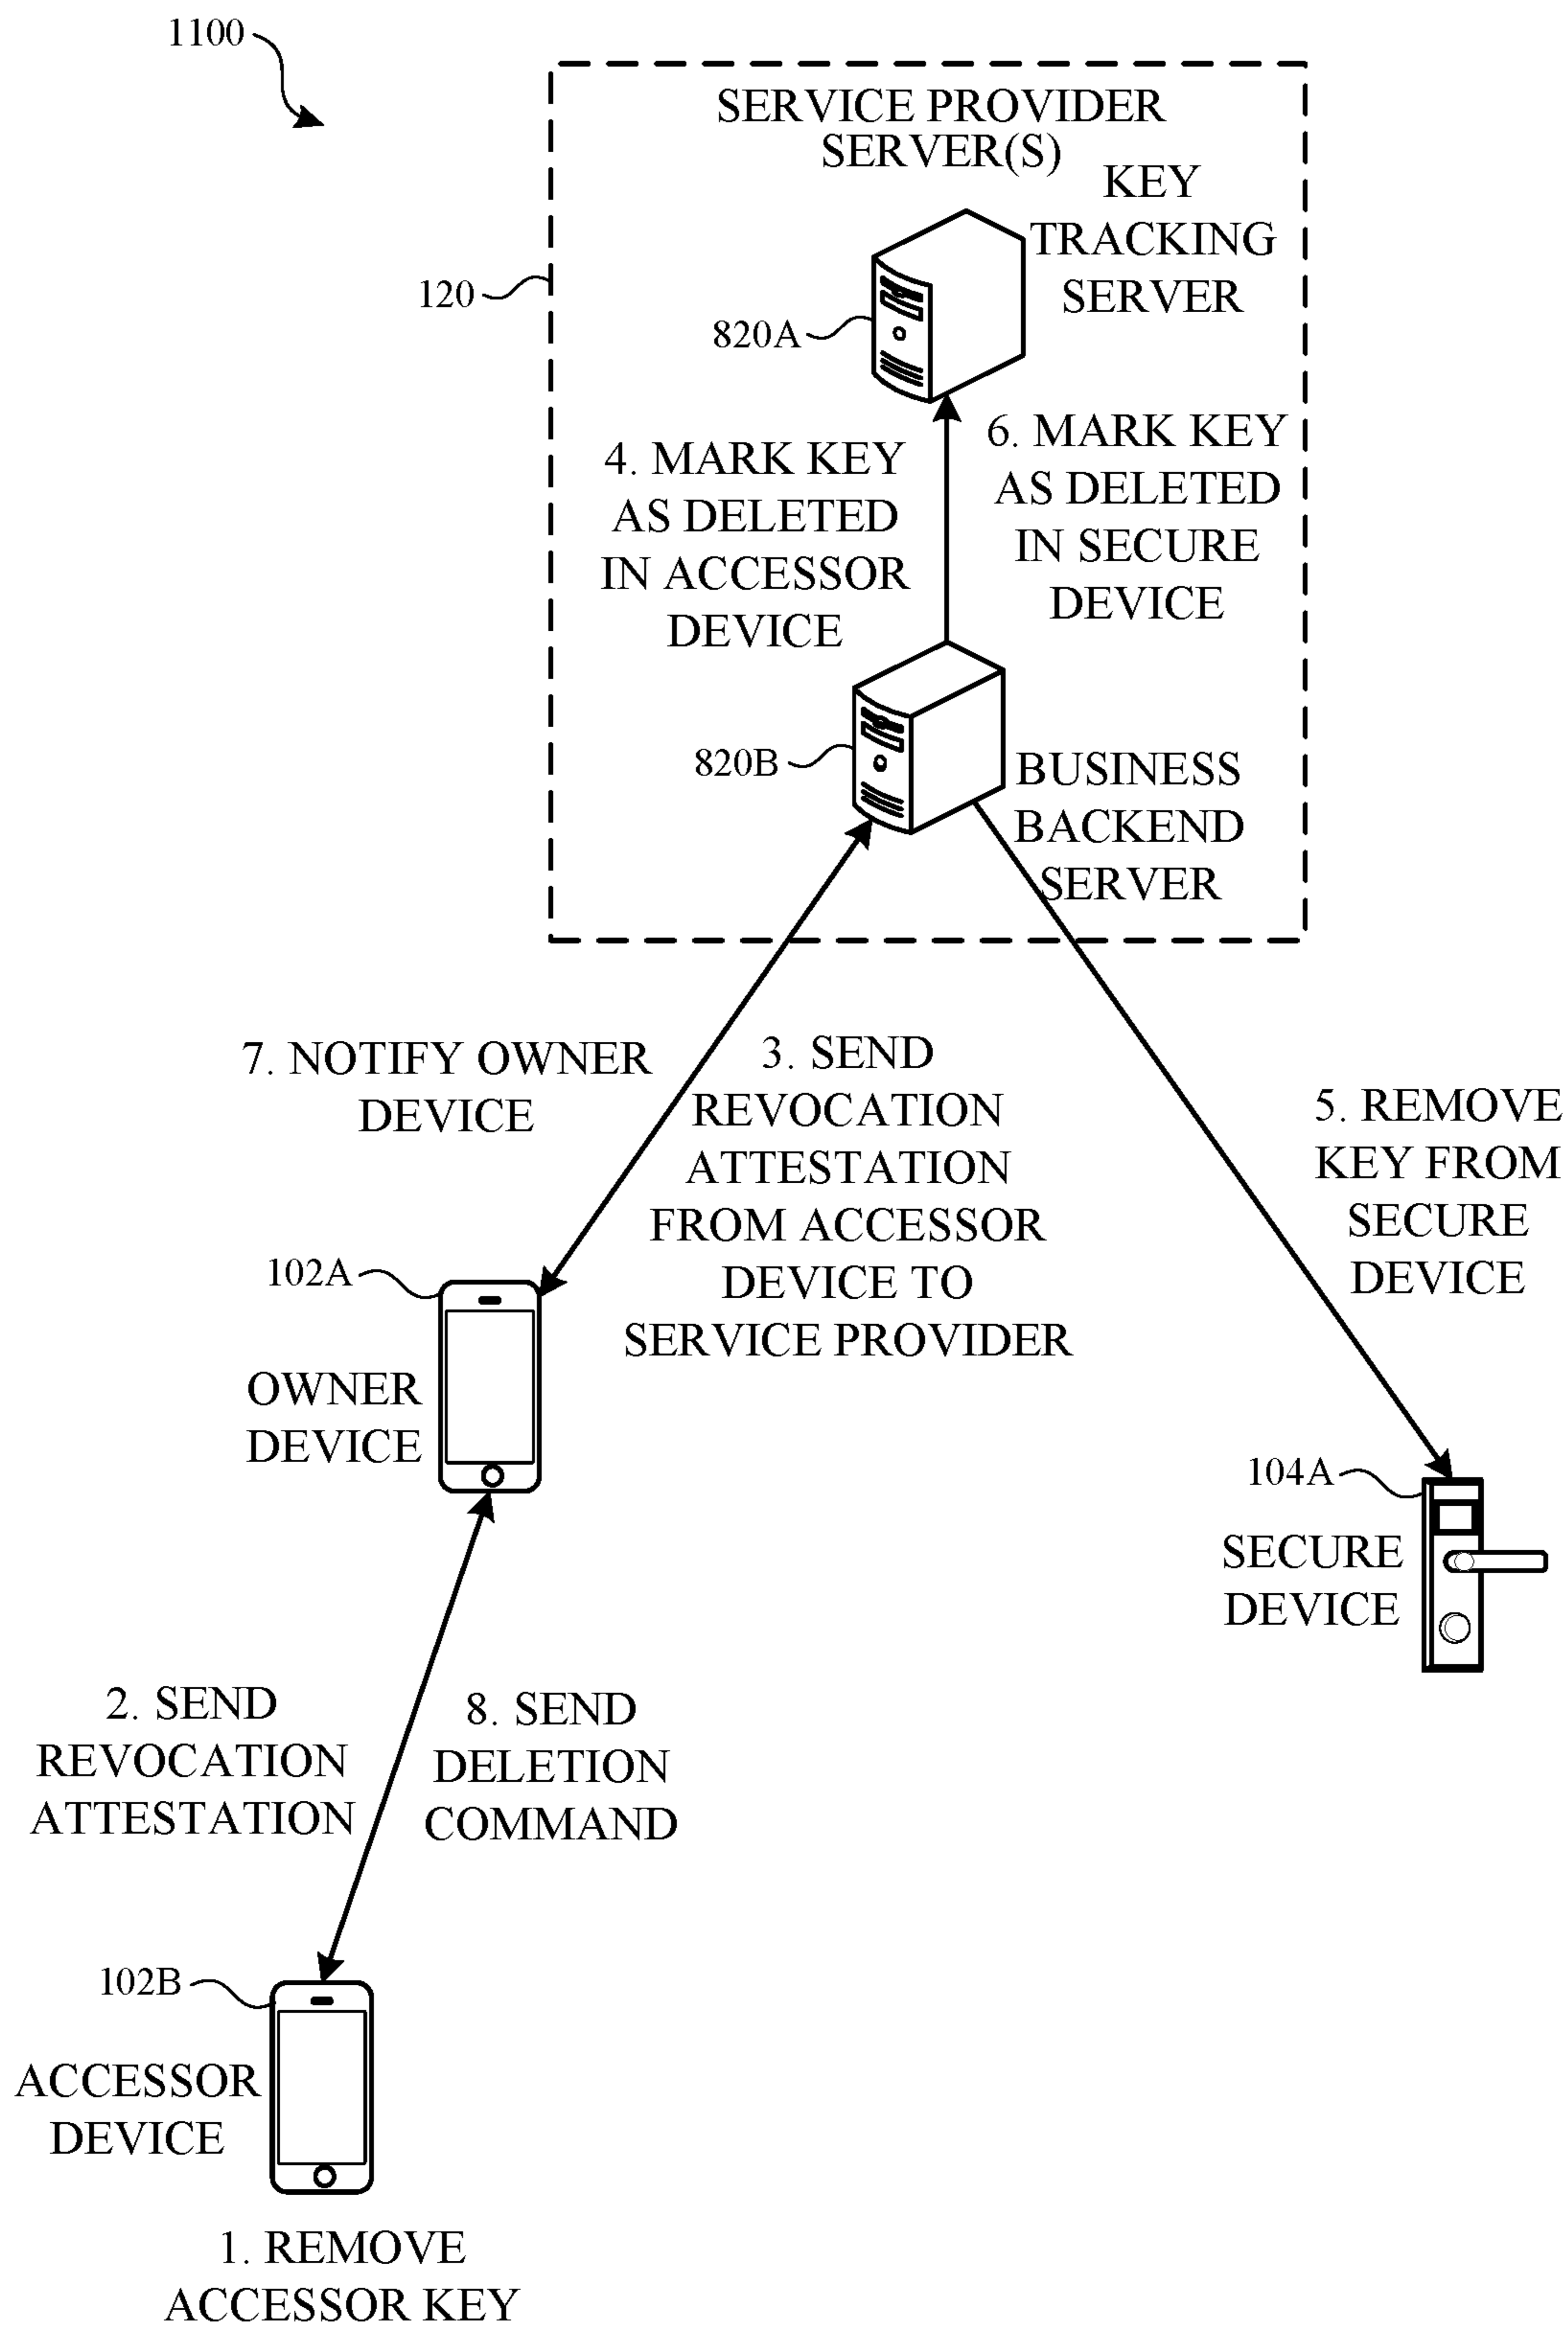 1100
SERVICE PROVIDER
SERVER(S)
KEY
TRACKING
SERVER
120
820A
4. MARK KEY
AS DELETED
IN ACCESSOR
DEVICE
6. MARK KEY
AS DELETED
IN SECURE
DEVICE
820B
BUSINESS
BACKEND
SERVER
7. NOTIFY OWNER
DEVICE
3. SEND
REVOCATION
ATTESTATION
FROM ACCESSOR
DEVICE TO
SERVICE PROVIDER
5. REMOVE
KEY FROM
SECURE
DEVICE
102A
OWNER
DEVICE
104A
SECURE
DEVICE
2. SEND
REVOCATION
ATTESTATION
8. SEND
DELETION
COMMAND
102B
ACCESSOR
DEVICE
1. REMOVE
ACCESSOR KEY